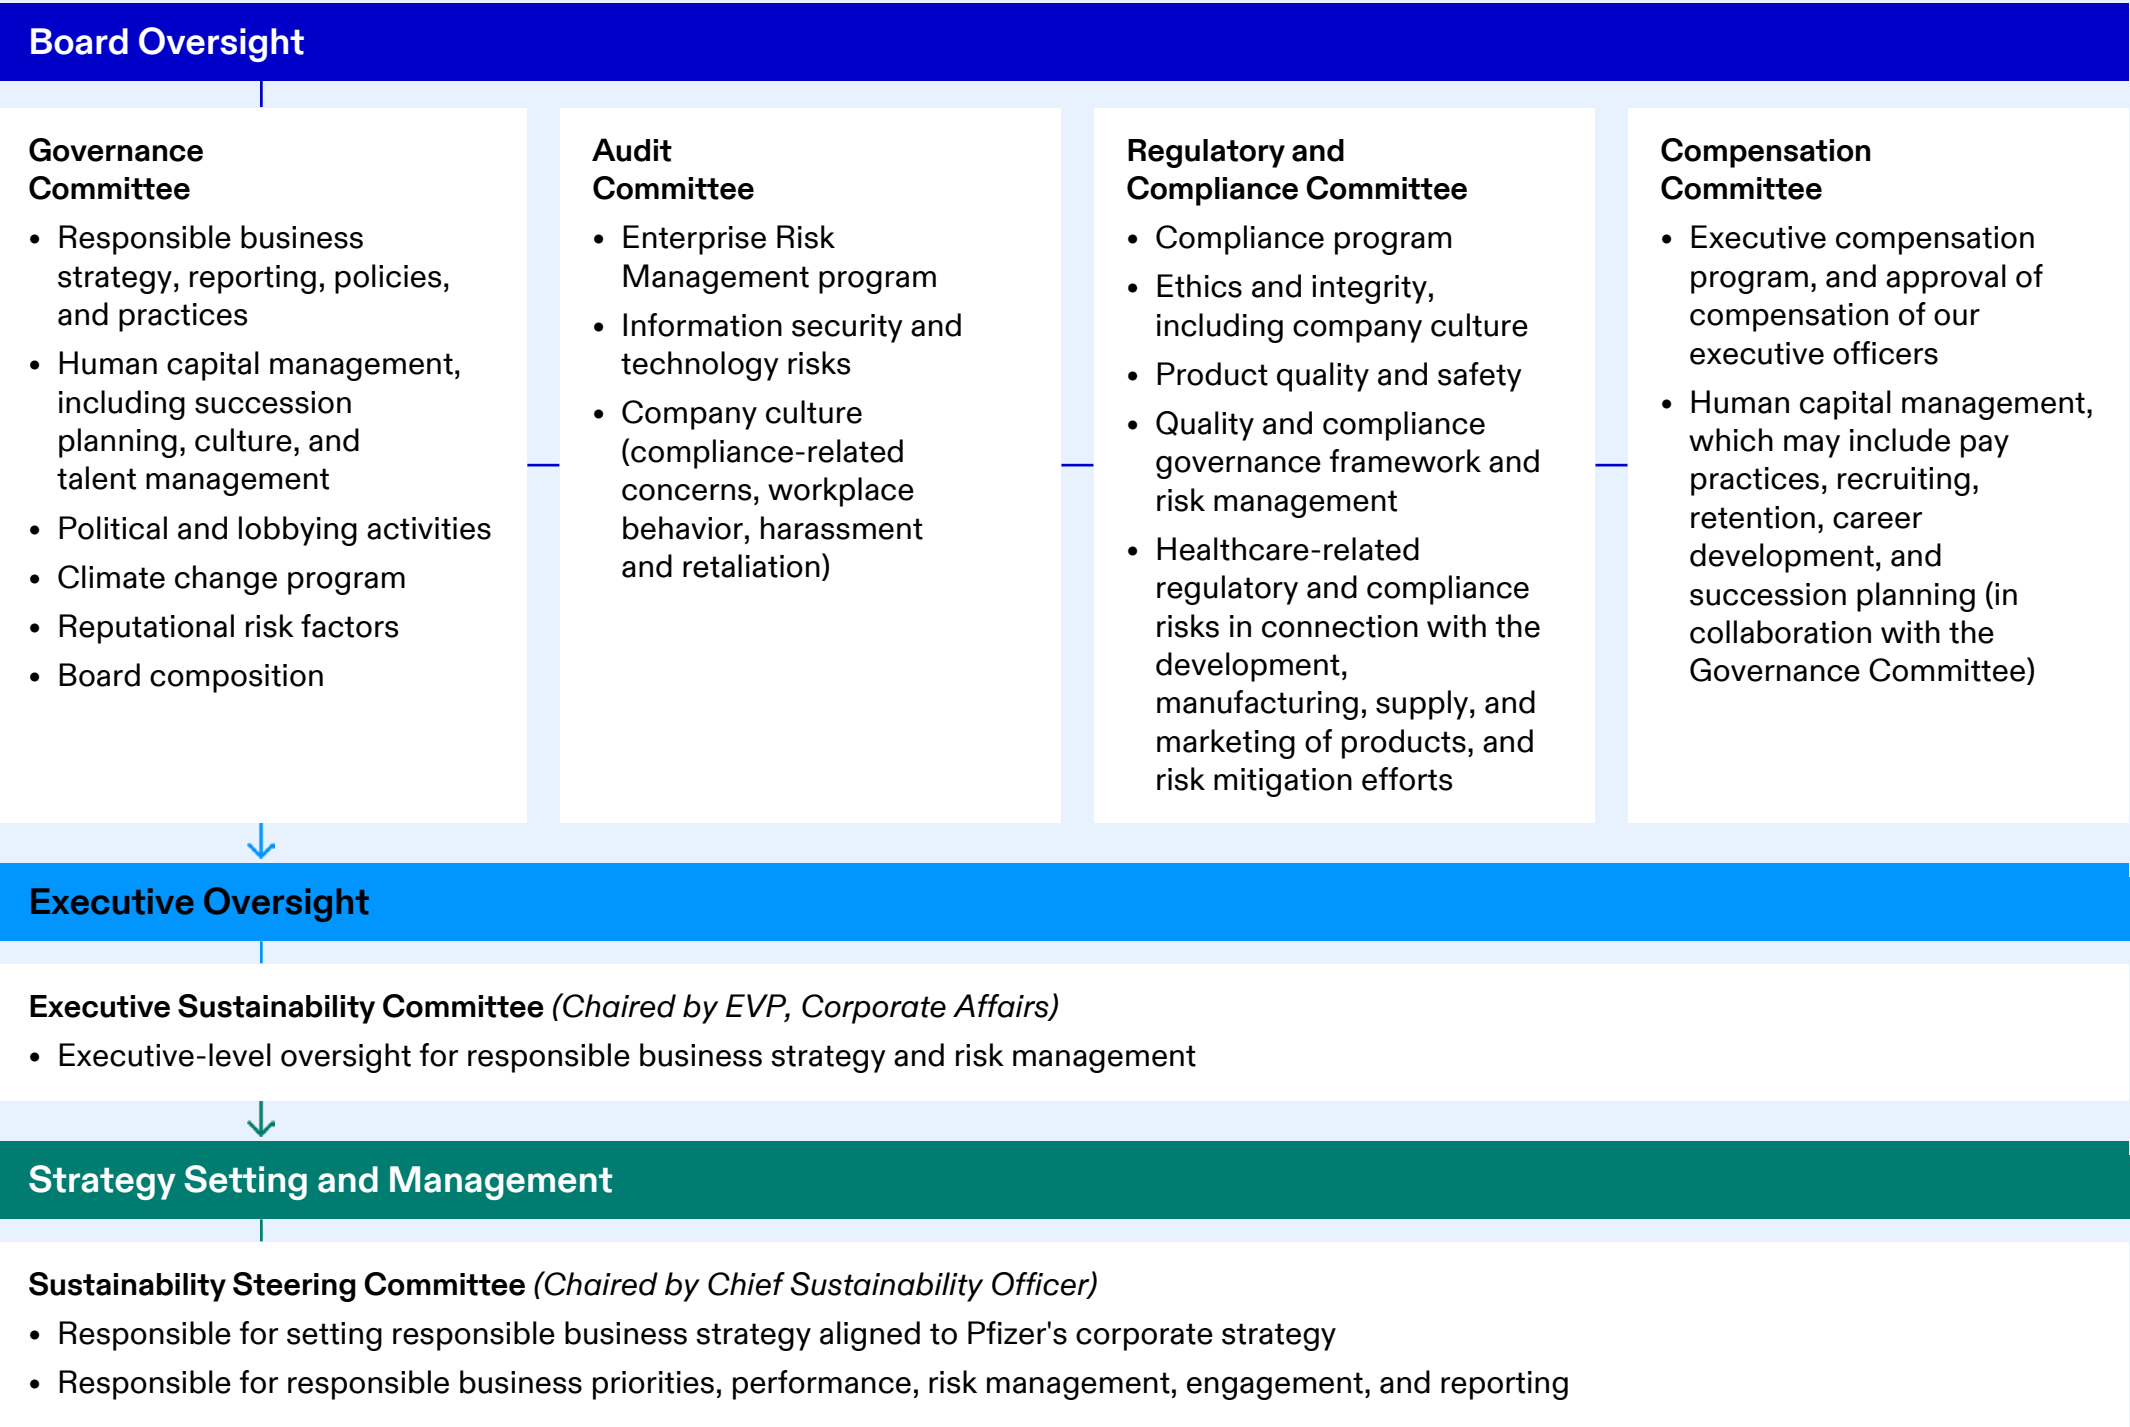 Board Oversight
Governance
Committee
• Responsible business
strategy, reporting, policies,
and practices
• Human capital management,
including succession
planning, culture, and
talent management
• Political and lobbying activities
• Climate change program
• Reputational risk factors
• Board composition
Audit
Committee
• Enterprise Risk
Management program
• Information security and
technology risks
• Company culture
(compliance-related
concerns, workplace
behavior, harassment
and retaliation)
Regulatory and
Compliance Committee
• Compliance program
• Ethics and integrity,
including company culture
• Product quality and safety
• Quality and compliance
governance framework and
risk management
• Healthcare-related
regulatory and compliance
risks in connection with the
development,
manufacturing, supply, and
marketing of products, and
risk mitigation efforts
Compensation
Committee
• Executive compensation
program, and approval of
compensation of our
executive officers
• Human capital management,
which may include pay
practices, recruiting,
retention, career
development, and
succession planning (in
collaboration with the
Governance Committee)
Executive Oversight
Executive Sustainability Committee (Chaired by EVP, Corporate Affairs)
• Executive-level oversight for responsible business strategy and risk management
Strategy Setting and Management
Sustainability Steering Committee (Chaired by Chief Sustainability Officer)
• Responsible for setting responsible business strategy aligned to Pfizer's corporate strategy
• Responsible for responsible business priorities, performance, risk management, engagement, and reporting